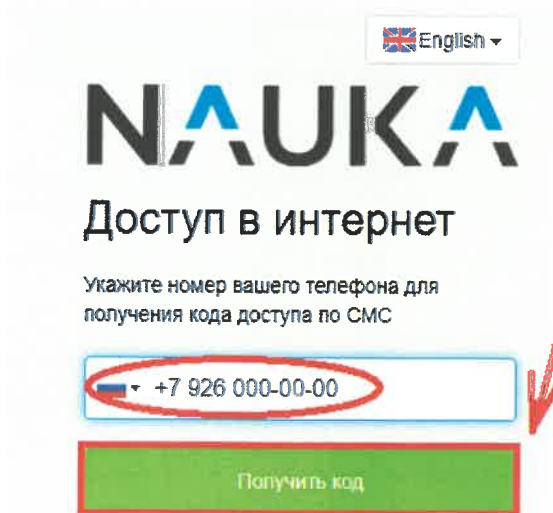 English
NAUKA
Доступ в интернет
Укажите номер вашего телефона для
получения кода доступа по СМС
+7 926 000-00-00
Получить код